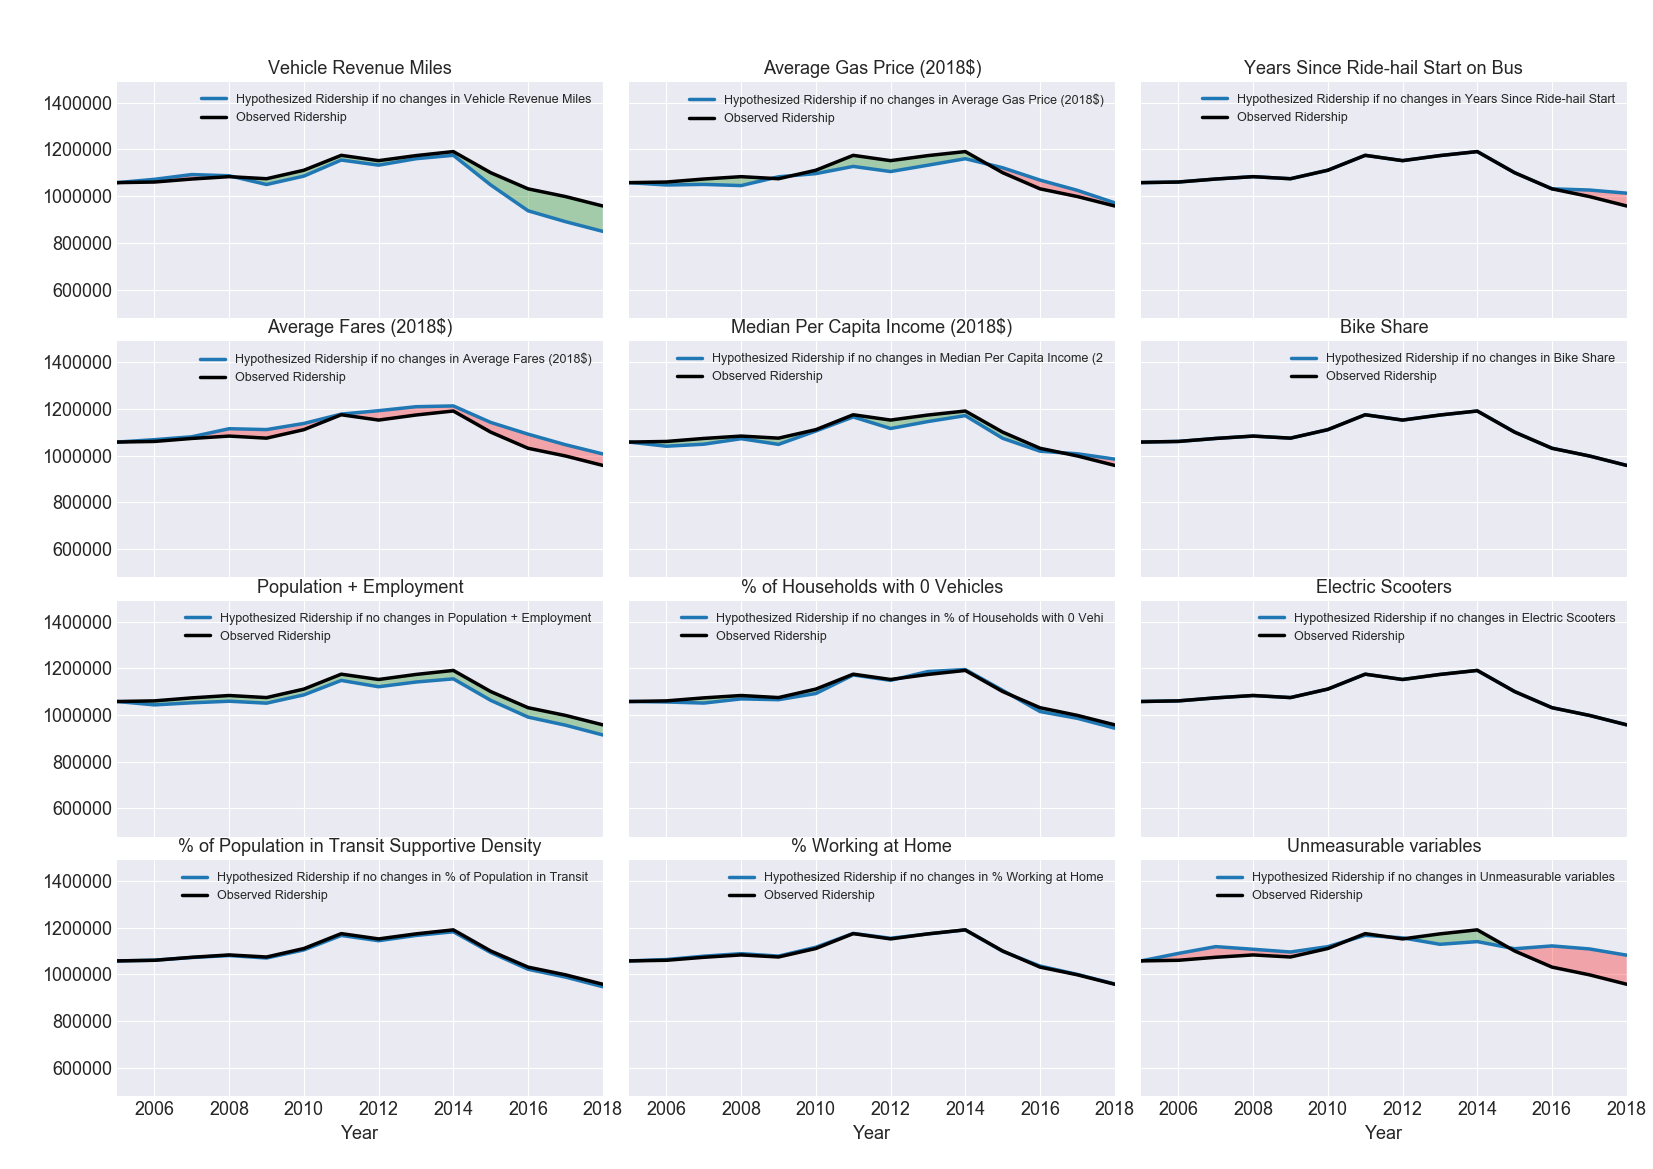 Vehicle Revenue Miles
Hypothesized Ridership if no changes in Vehicle Revenue Miles
Observed Ridership
1400000
1200000
1000000
800000
600000
Average Gas Price (2018$)
Hypothesized Ridership if no changes in Average Gas Price (2018$)
Observed Ridership
Years Since Ride-hail Start on Bus
Hypothesized Ridership if no changes in Years Since Ride-hail Start
Observed Ridership
Average Fares (2018$)
Hypothesized Ridership if no changes in Average Fares (2018$)
Observed Ridership
1400000
1200000
1000000
800000
600000
Median Per Capita Income (2018$)
Hypothesized Ridership if no changes in Median Per Capita Income (2
Observed Ridership
Bike Share
Hypothesized Ridership if no changes in Bike Share
Observed Ridership
Population + Employment
Hypothesized Ridership if no changes in Population + Employment
Observed Ridership
1400000
1200000
1000000
800000
600000
% of Households with 0 Vehicles
Hypothesized Ridership if no changes in % of Households with 0 Vehi
Observed Ridership
Electric Scooters
Hypothesized Ridership if no changes in Electric Scooters
Observed Ridership
% of Population in Transit Supportive Density
Hypothesized Ridership if no changes in % of Population in Transit
Observed Ridership
1400000
1200000
1000000
800000
600000
2006 2008 2010 2012 2014 2016 2018
Year
% Working at Home
Hypothesized Ridership if no changes in % Working at Home
Observed Ridership
2006 2008 2010 2012 2014 2016 2018
Year
Unmeasurable variables
Hypothesized Ridership if no changes in Unmeasurable variables
Observed Ridership
2006 2008 2010 2012 2014 2016 2018
Year